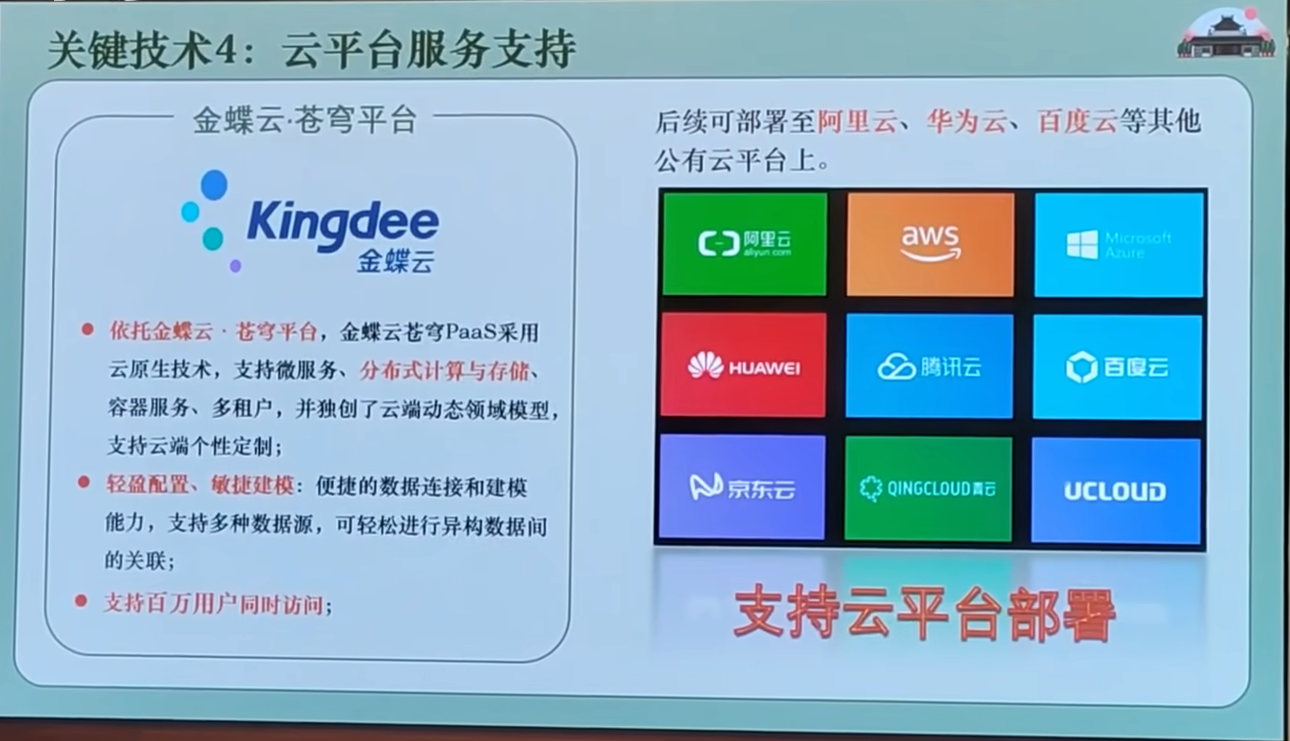 关键技术4：云平台服务支持
金蝶云·苍穹平台
Kingdee
金蝶云
依托金蝶云·苍穹平台，金蝶云苍穹PaaS采用
云原生技术，支持微服务、分布式计算与存储、
容器服务、多租户，并独创了云端动态领域模型，
支持云端个性定制；
轻盈配置、敏捷建模：便捷的数据连接和建模
能力，支持多种数据源，可轻松进行异构数据间
的关联；
支持百万用户同时访问；
后续可部署至阿里云、华为云、百度云等其他
公有云平台上。
阿里云
aliyun.com
aws
Microsoft
Azure
HUAWEI
腾讯云
百度云
京东云
QINGCLOUD青云
UCLOUD
支持云平台部署